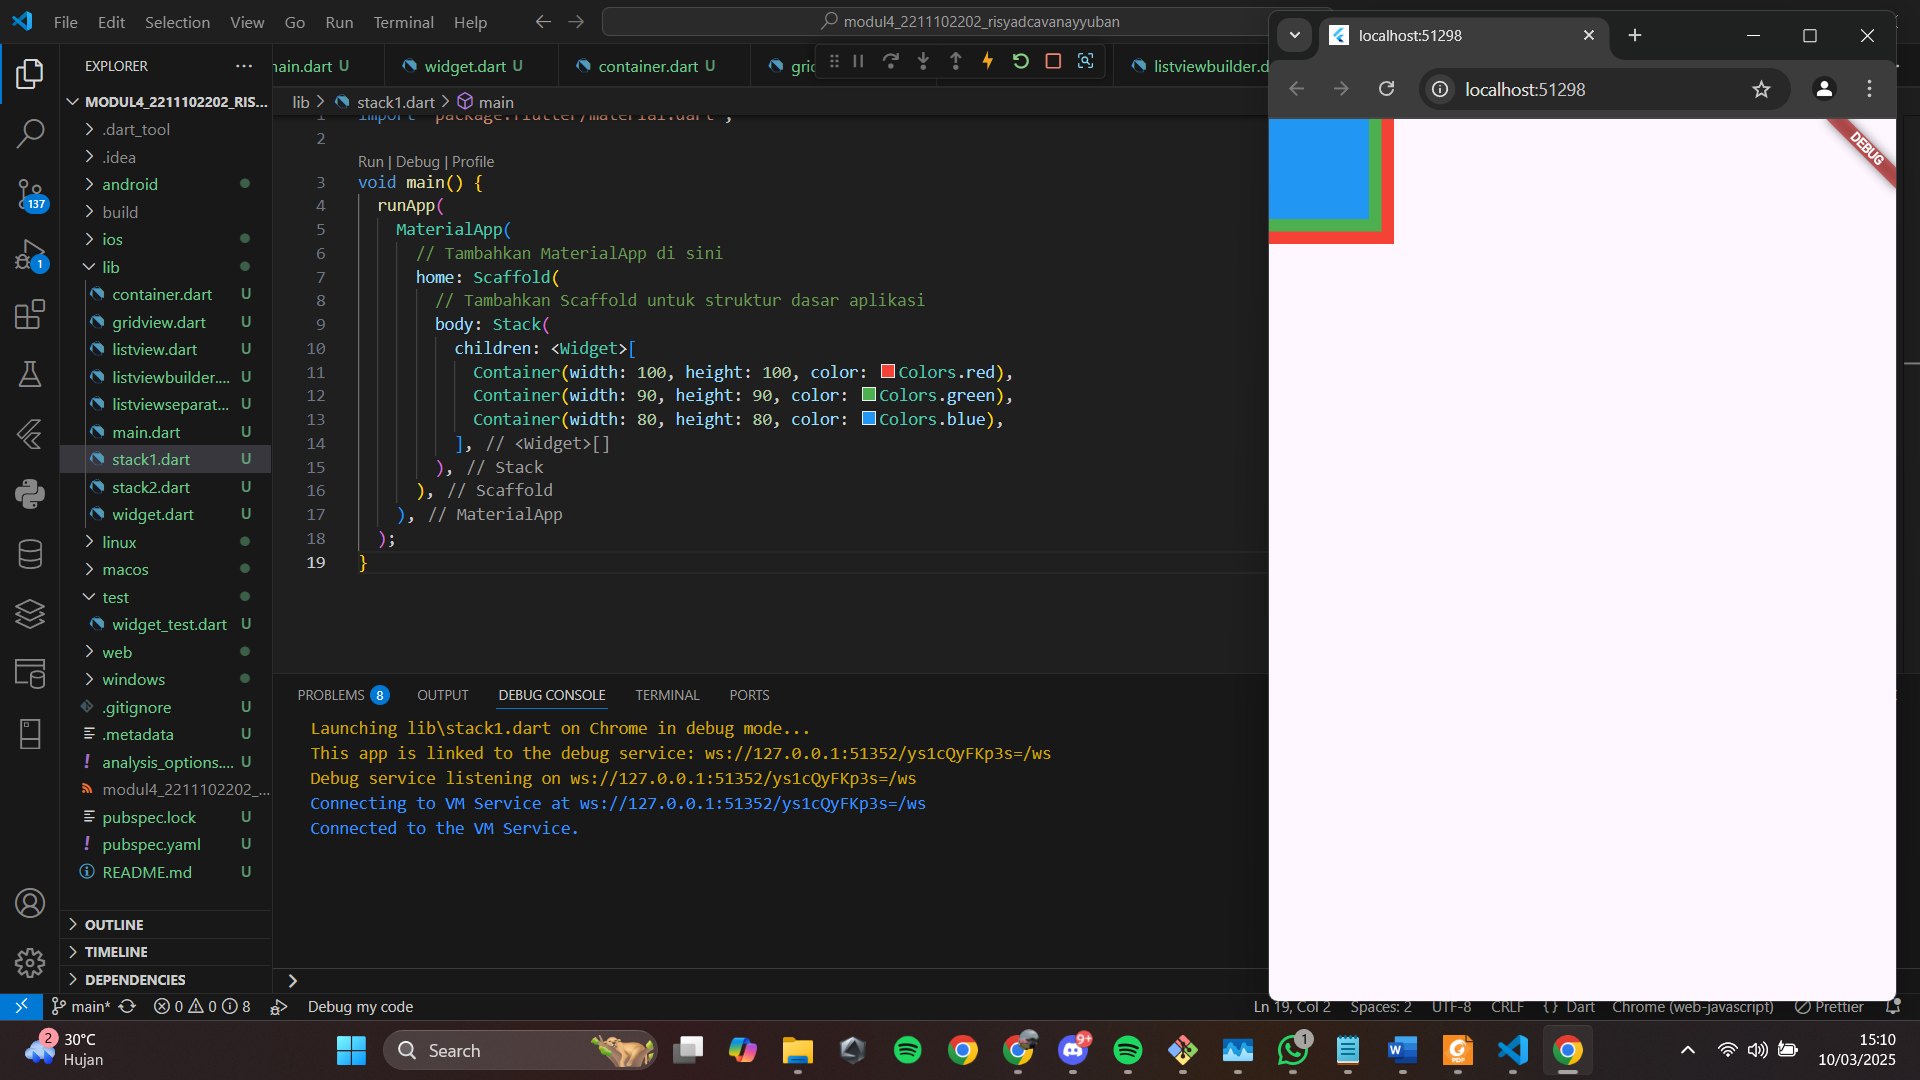 File Edit Selection View Go Run Terminal Help
modul4_2211102202_risyadcavanayyuban
EXPLORER
main.dart U
widget.dart U
container.dart U
listviewbuilder.d
lib > stack1.dart > main
MODUL4_2211102202_RIS...
.dart_tool
.idea
android
build
ios
lib
container.dart U
gridview.dart U
listview.dart U
listviewbuilder.... U
listviewseparat... U
main.dart U
stack1.dart U
stack2.dart U
widget.dart U
linux
macos
test
widget_test.dart U
web
windows
.gitignore U
.metadata U
analysis_options.... U
modul4_2211102202_...
pubspec.lock U
pubspec.yaml U
README.md U
OUTLINE
TIMELINE
DEPENDENCIES
137
1
1 import 'package:flutter/material.dart';
2
Run | Debug | Profile
3 void main() {
4 runApp(
5 MaterialApp(
6 // Tambahkan MaterialApp di sini
7 home: Scaffold(
8 // Tambahkan Scaffold untuk struktur dasar aplikasi
9 body: Stack(
10 children: <Widget>[
11 Container(width: 100, height: 100, color: Colors.red),
12 Container(width: 90, height: 90, color: Colors.green),
13 Container(width: 80, height: 80, color: Colors.blue),
14 ], // <Widget>[]
15 ), // Stack
16 ), // Scaffold
17 ), // MaterialApp
18 );
19 }
PROBLEMS 8 OUTPUT DEBUG CONSOLE TERMINAL PORTS
Launching lib\stack1.dart on Chrome in debug mode...
This app is linked to the debug service: ws://127.0.0.1:51352/ys1cQyFKp3s=/ws
Debug service listening on ws://127.0.0.1:51352/ys1cQyFKp3s=/ws
Connecting to VM Service at ws://127.0.0.1:51352/ys1cQyFKp3s=/ws
Connected to the VM Service.
localhost:51298
localhost:51298
DEBUG
main* 0 0 8 Debug my code
Ln 19, Col 2 Spaces: 2 UTF-8 CRLF {} Dart Chrome (web-javascript) Prettier
2 30°C
Hujan
Search
9+
1
15:10
10/03/2025